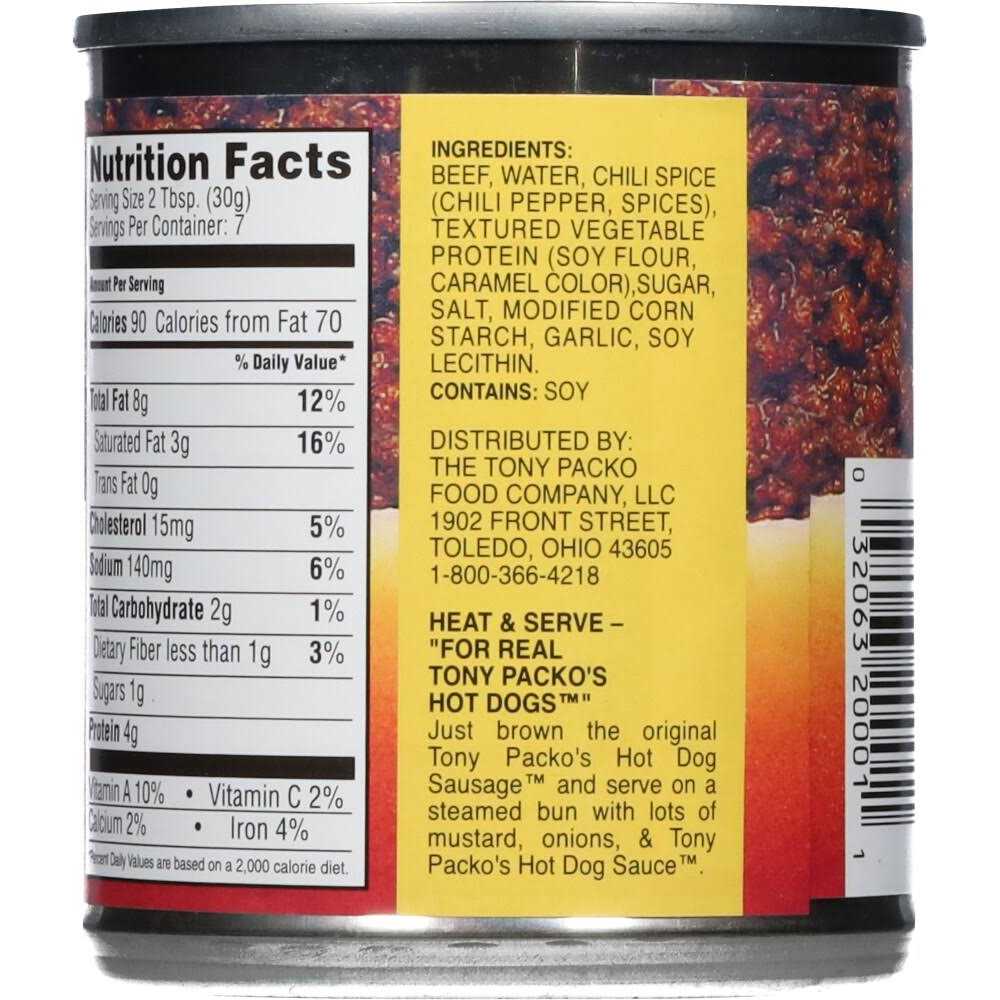 Nutrition Facts
Serving Size 2 Tbsp. (30g)
Servings Per Container: 7
Amount Per Serving
Calories 90 Calories from Fat 70
% Daily Value*
Total Fat 8g 12%
Saturated Fat 3g 16%
Trans Fat 0g
Cholesterol 15mg 5%
Sodium 140mg 6%
Total Carbohydrate 2g 1%
Dietary Fiber less than 1g 3%
Sugars 1g
Protein 4g
Vitamin A 10% • Vitamin C 2%
Calcium 2% • Iron 4%
*Percent Daily Values are based on a 2,000 calorie diet.
INGREDIENTS:
BEEF, WATER, CHILI SPICE
(CHILI PEPPER, SPICES),
TEXTURED VEGETABLE
PROTEIN (SOY FLOUR,
CARAMEL COLOR),SUGAR,
SALT, MODIFIED CORN
STARCH, GARLIC, SOY
LECITHIN.
CONTAINS: SOY
DISTRIBUTED BY:
THE TONY PACKO
FOOD COMPANY, LLC
1902 FRONT STREET,
TOLEDO, OHIO 43605
1-800-366-4218
HEAT & SERVE –
"FOR REAL
TONY PACKO'S
HOT DOGS™"
Just brown the original
Tony Packo's Hot Dog
Sausage™ and serve on a
steamed bun with lots of
mustard, onions, & Tony
Packo's Hot Dog Sauce™.
0 32063 20001 1